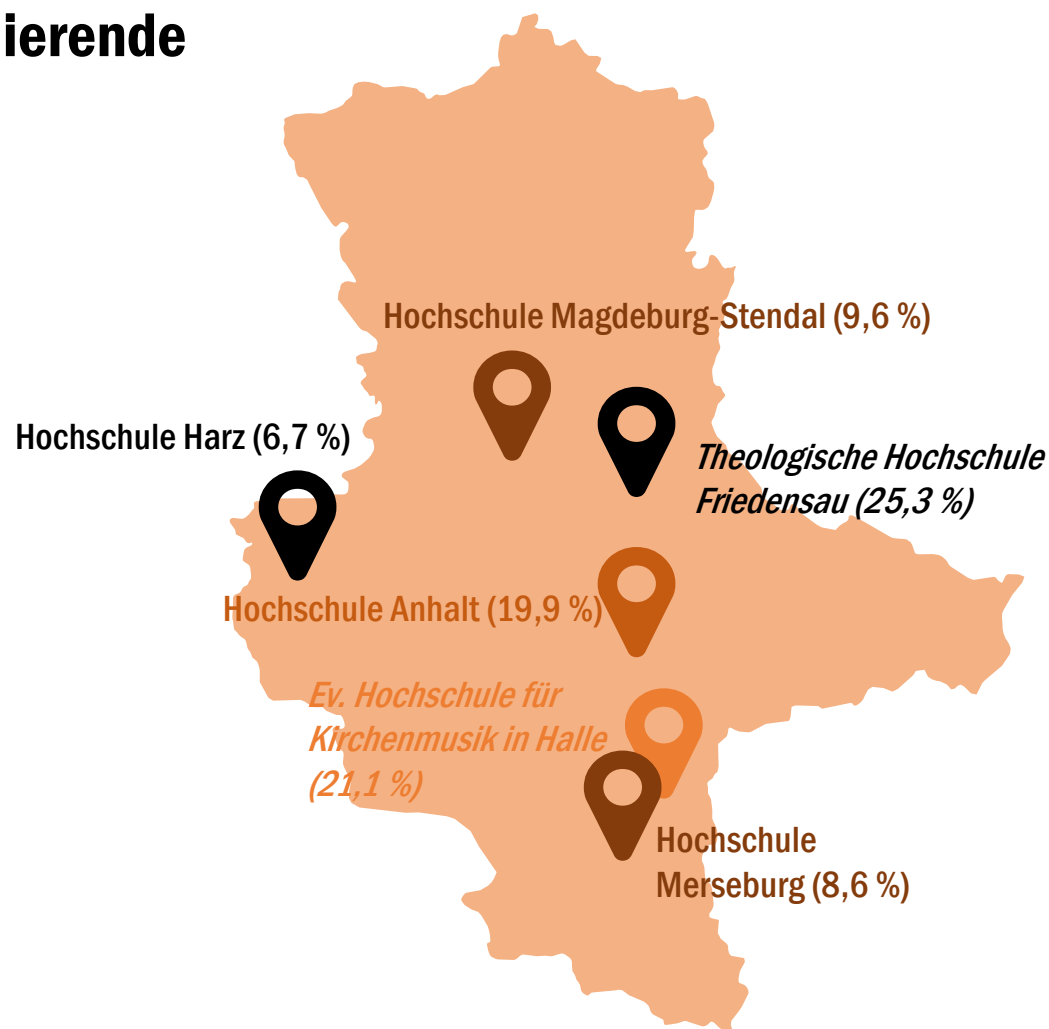 ierende
Hochschule Magdeburg-Stendal (9,6 %)
Hochschule Harz (6,7 %)
Theologische Hochschule
Friedensau (25,3 %)
Hochschule Anhalt (19,9 %)
Ev. Hochschule für
Kirchenmusik in Halle
(21,1 %)
Hochschule
Merseburg (8,6 %)